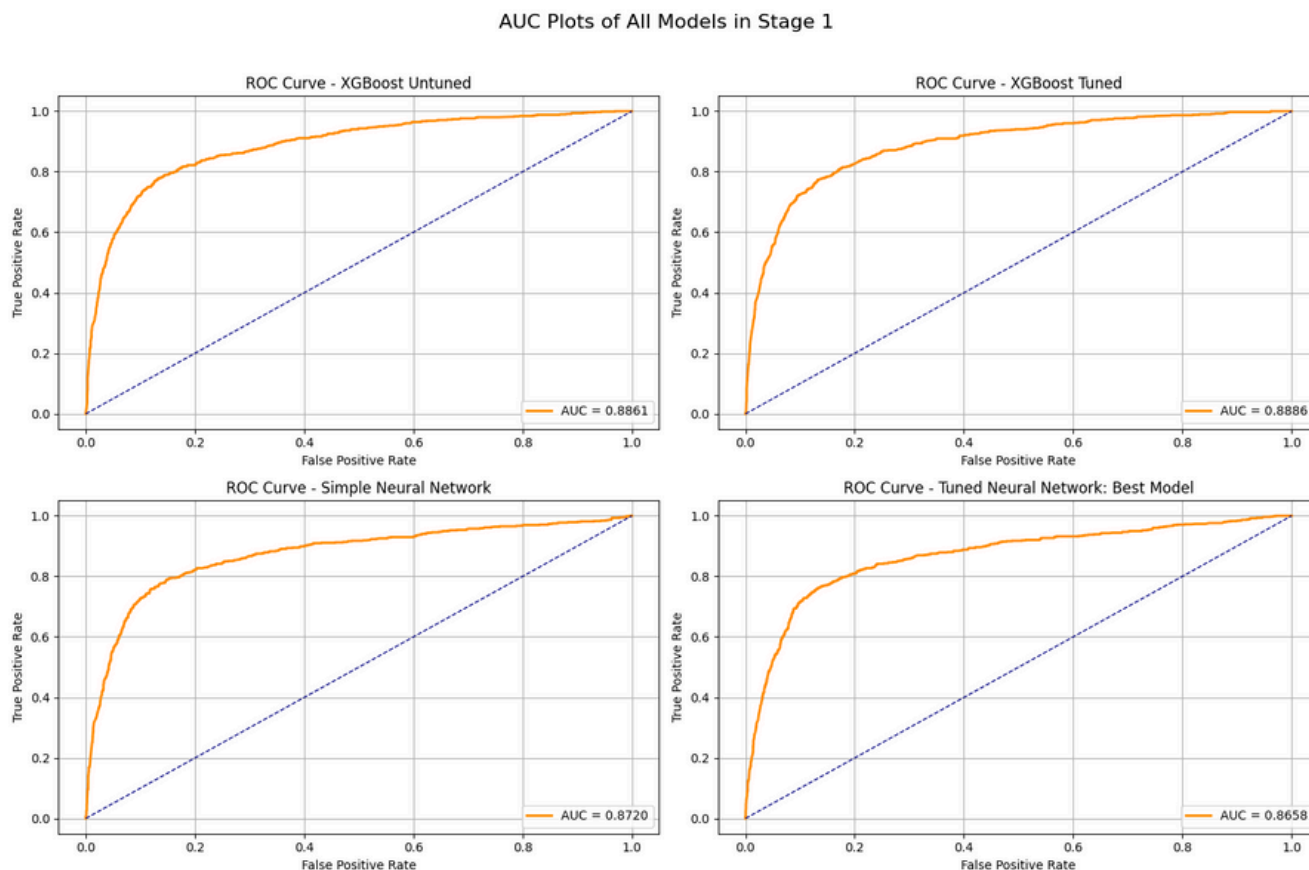 AUC Plots of All Models in Stage 1
ROC Curve - XGBoost Untuned
True Positive Rate
1.0
0.8
0.6
0.4
0.2
0.0
AUC = 0.8861
0.0 0.2 0.4 0.6 0.8 1.0
False Positive Rate
ROC Curve - XGBoost Tuned
True Positive Rate
1.0
0.8
0.6
0.4
0.2
0.0
AUC = 0.8886
0.0 0.2 0.4 0.6 0.8 1.0
False Positive Rate
ROC Curve - Simple Neural Network
True Positive Rate
1.0
0.8
0.6
0.4
0.2
0.0
AUC = 0.8720
0.0 0.2 0.4 0.6 0.8 1.0
False Positive Rate
ROC Curve - Tuned Neural Network: Best Model
True Positive Rate
1.0
0.8
0.6
0.4
0.2
0.0
AUC = 0.8658
0.0 0.2 0.4 0.6 0.8 1.0
False Positive Rate